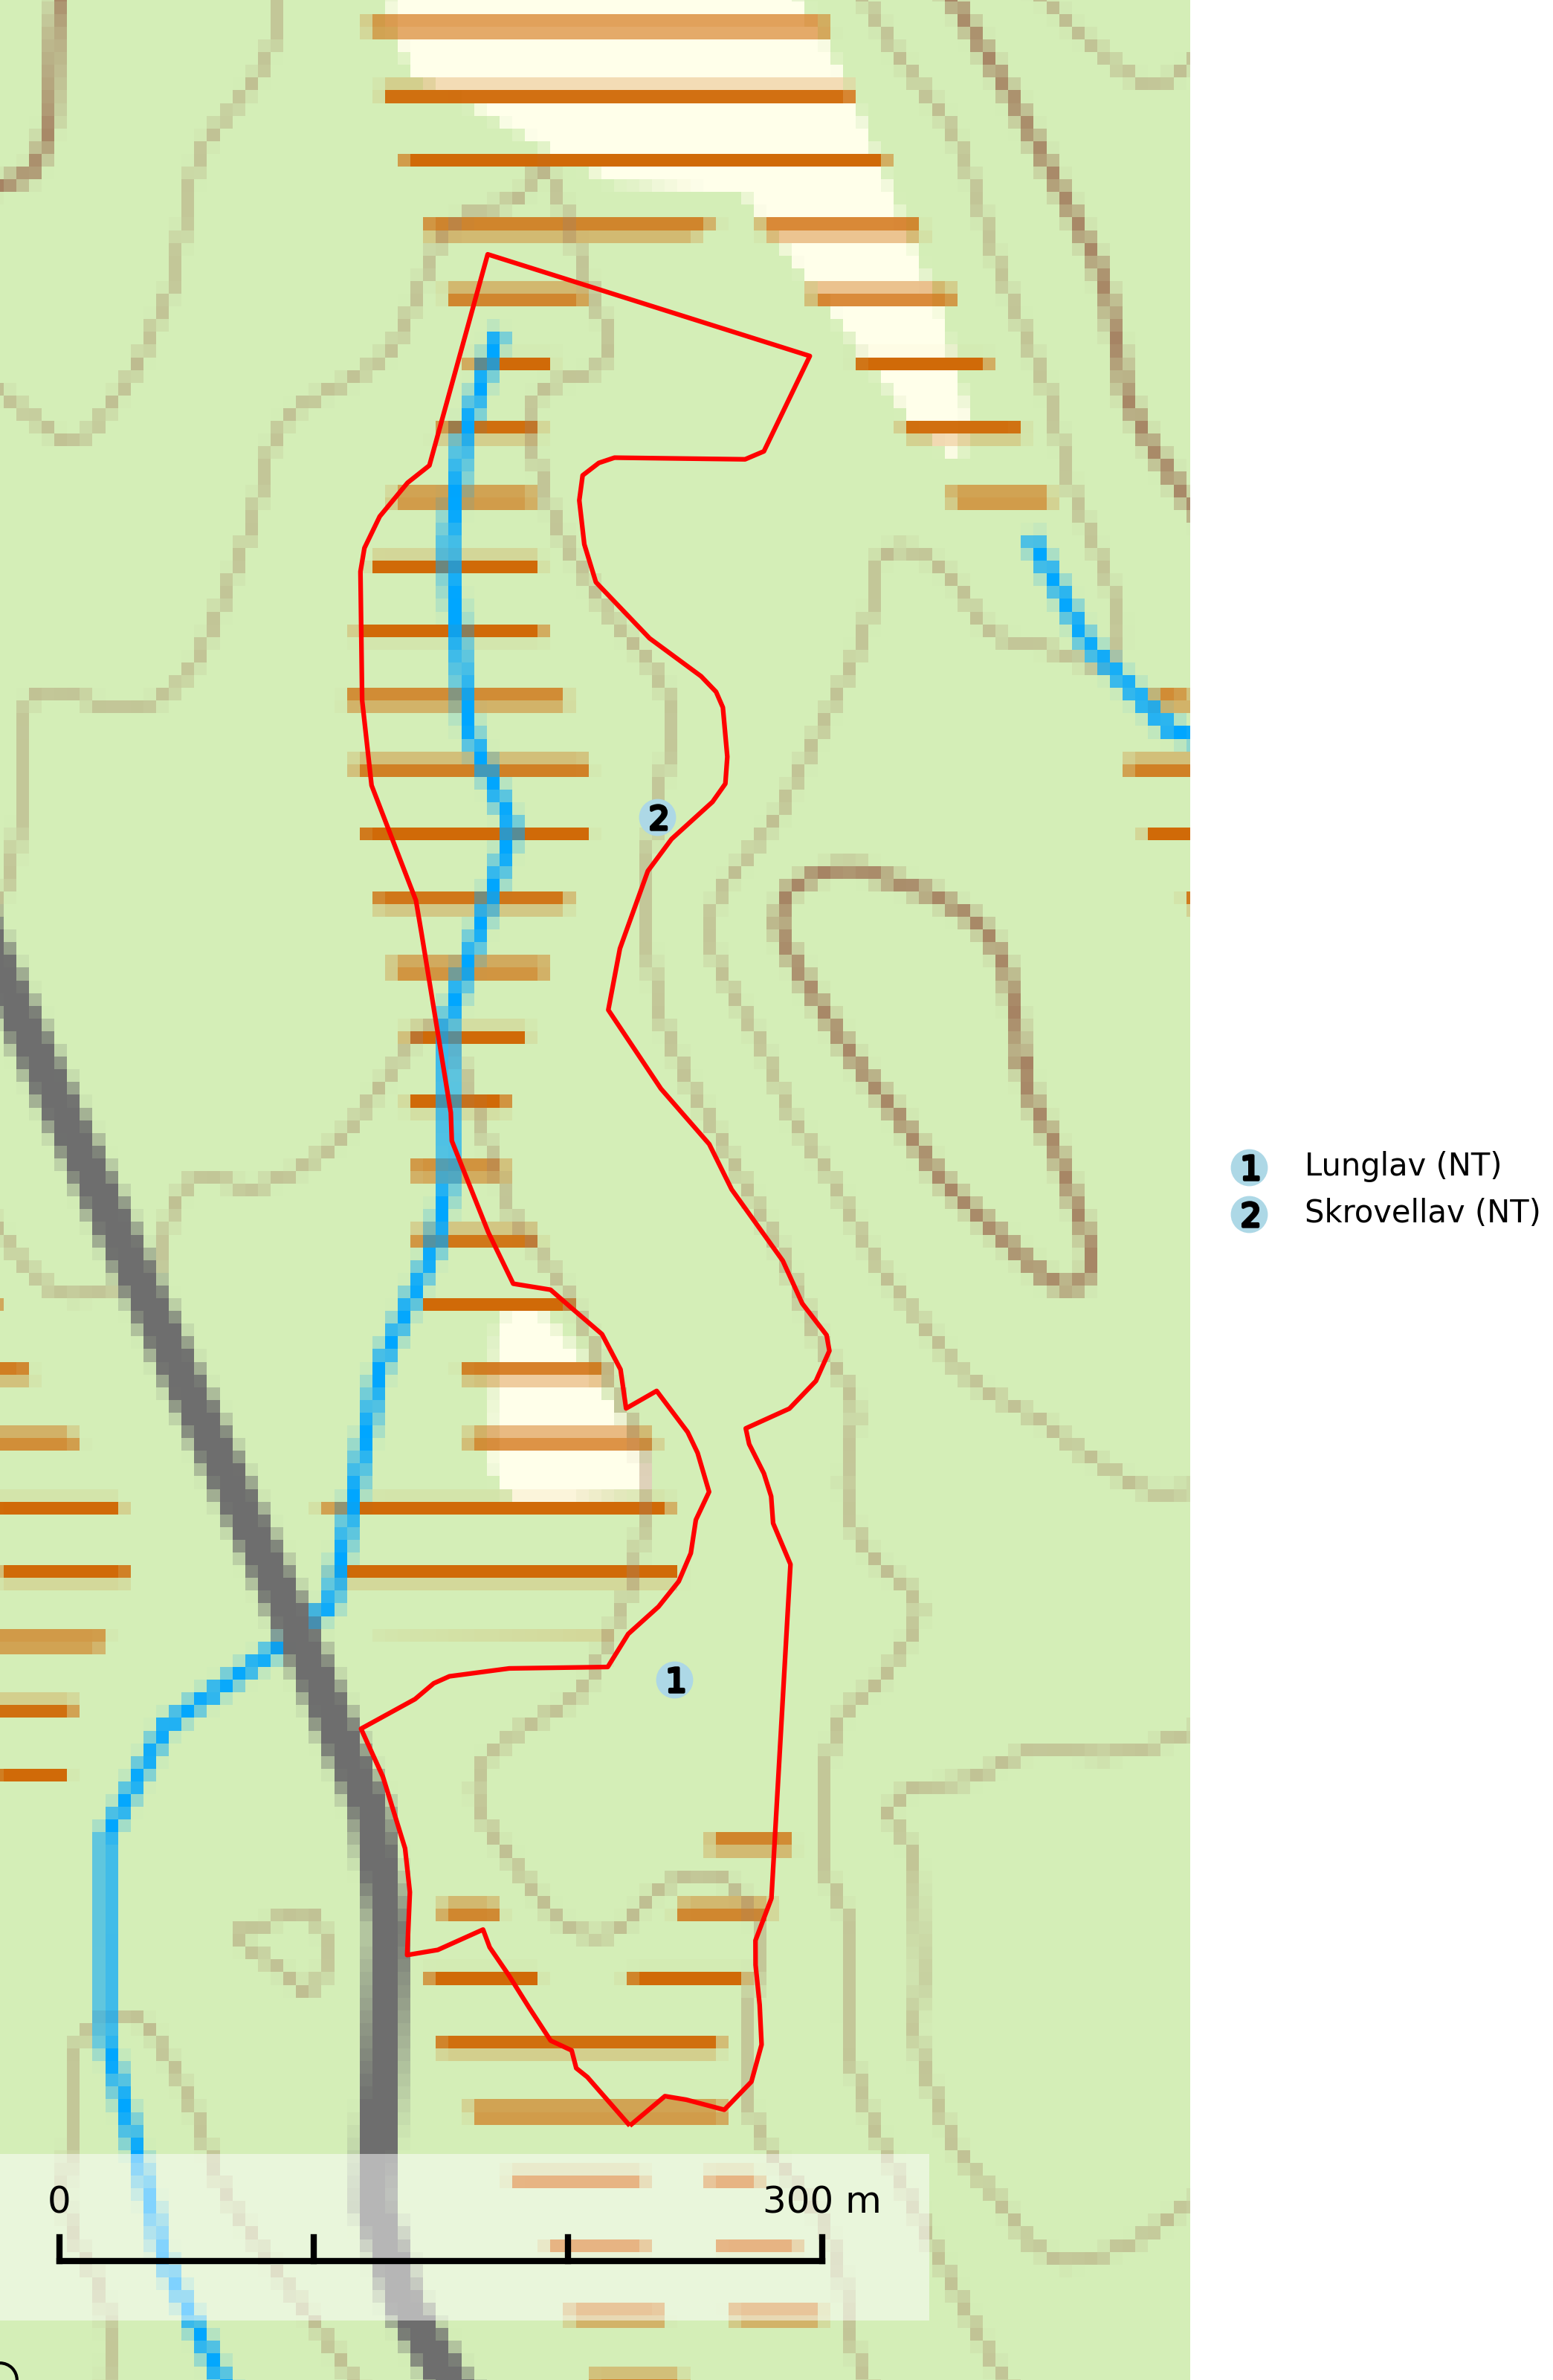 2
1 Lunglav (NT)
2 Skrovellav (NT)
1
0 300 m